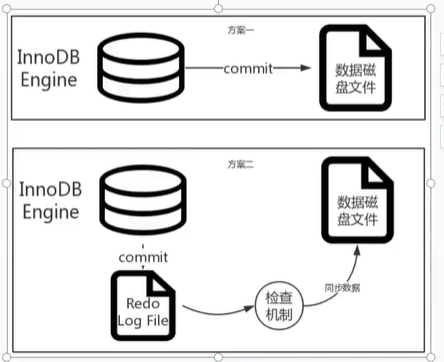 方案一
InnoDB
Engine
commit
数据磁
盘文件
方案二
InnoDB
Engine
数据磁
盘文件
commit
Redo
Log File
检查
机制
同步数据